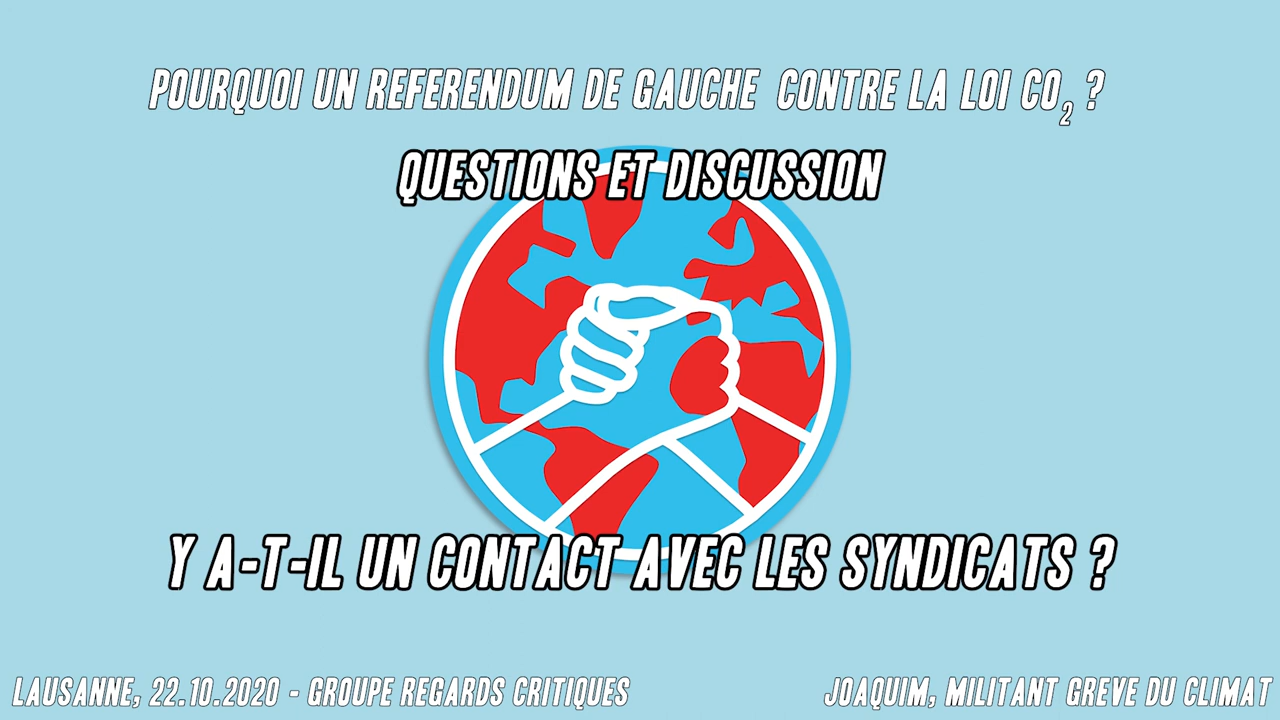 POURQUOI UN REFERENDUM DE GAUCHE CONTRE LA LOI CO₂ ?
QUESTIONS ET DISCUSSION
Y A-T-IL UN CONTACT AVEC LES SYNDICATS ?
LAUSANNE, 22.10.2020 - GROUPE REGARDS CRITIQUES
JOAQUIM, MILITANT GREVE DU CLIMAT